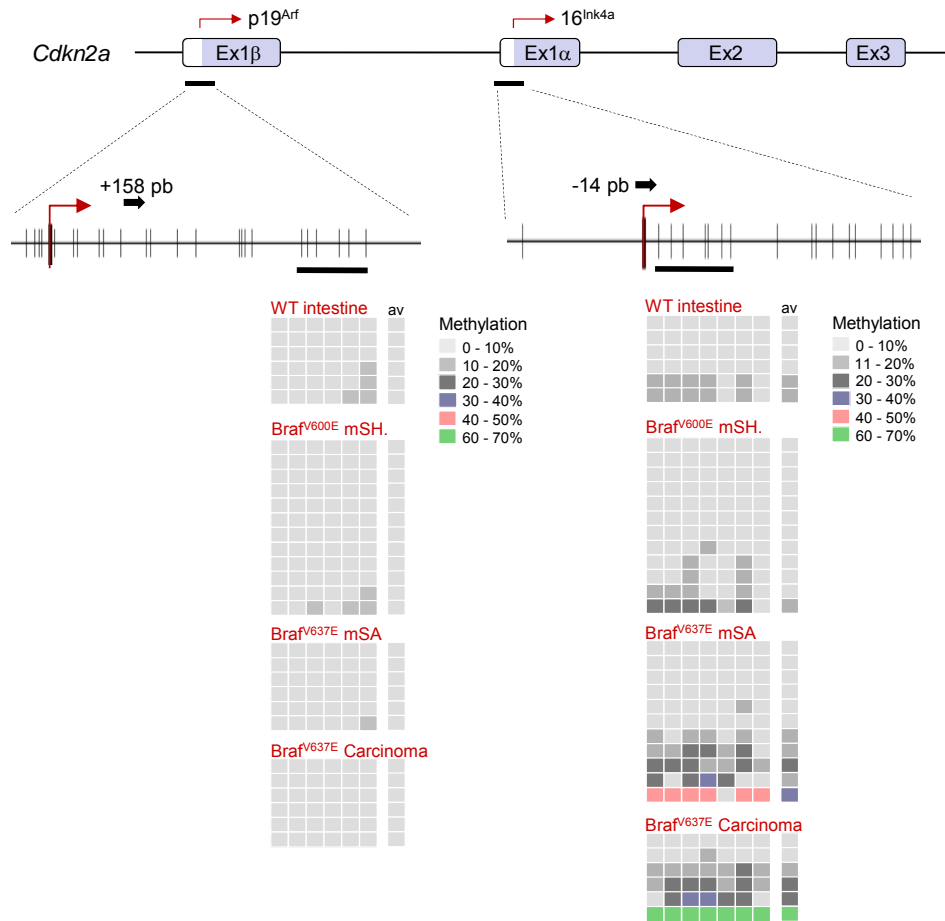 p19Arf
16Ink4a
Cdkn2a
Ex1β
Ex1α
Ex2
Ex3
+158 pb
-14 pb
WT intestine
av
Methylation
0 - 10%
10 - 20%
20 - 30%
30 - 40%
40 - 50%
60 - 70%
BrafV600E mSH.
BrafV637E mSA
BrafV637E Carcinoma
WT intestine
av
Methylation
0 - 10%
11 - 20%
20 - 30%
30 - 40%
40 - 50%
60 - 70%
BrafV600E mSH.
BrafV637E mSA
BrafV637E Carcinoma